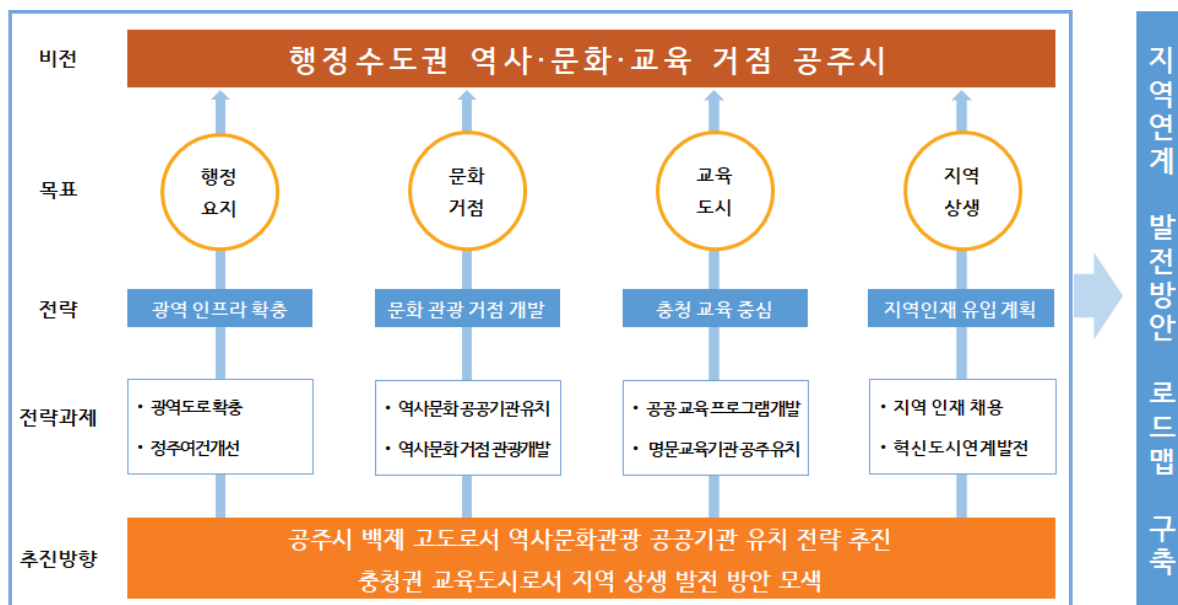 비전
행정수도권 역사·문화·교육 거점 공주시
목표
행정
요지
문화
거점
교육
도시
지역
상생
전략
광역 인프라 확충
문화 관광 거점 개발
충청 교육 중심
지역인재 유입 계획
전략과제
• 광역도로 확충
• 정주여건개선
• 역사문화 공공기관 유치
• 역사문화 거점 관광개발
• 공공 교육 프로그램개발
• 명문교육기관 공주 유치
• 지역 인재 채용
• 혁신도시연계발전
추진방향
공주시 백제 고도로서 역사문화관광 공공기관 유치 전략 추진
충청권 교육도시로서 지역 상생 발전 방안 모색
지역연계 발전방안 로드맵 구축